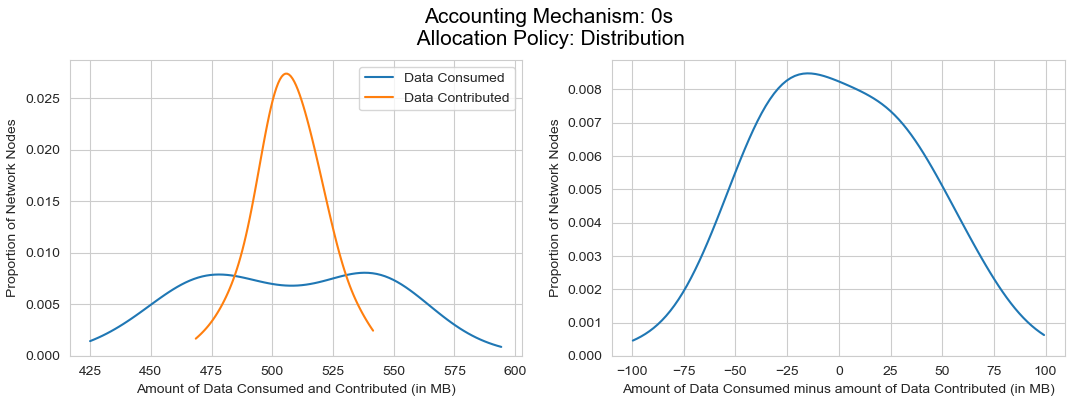 Accounting Mechanism: 0s
Allocation Policy: Distribution
Proportion of Network Nodes
0.025
0.020
0.015
0.010
0.005
0.000
Data Consumed
Data Contributed
425 450 475 500 525 550 575 600
Amount of Data Consumed and Contributed (in MB)
Proportion of Network Nodes
0.008
0.007
0.006
0.005
0.004
0.003
0.002
0.001
0.000
−100 −75 −50 −25 0 25 50 75 100
Amount of Data Consumed minus amount of Data Contributed (in MB)